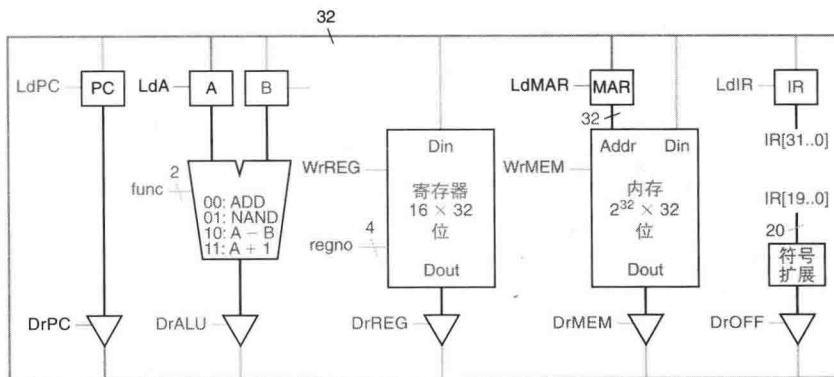 32
LdPC
PC
LdA
A
B
LdMAR
MAR
LdIR
IR
32
IR[31..0]
Din
Addr
Din
2
func
WrREG
WrMEM
00: ADD
01: NAND
10: A − B
11: A + 1
寄存器
16 × 32
位
内存
2³² × 32
位
IR[19..0]
4
regno
20
符号
扩展
Dout
Dout
DrPC
DrALU
DrREG
DrMEM
DrOFF